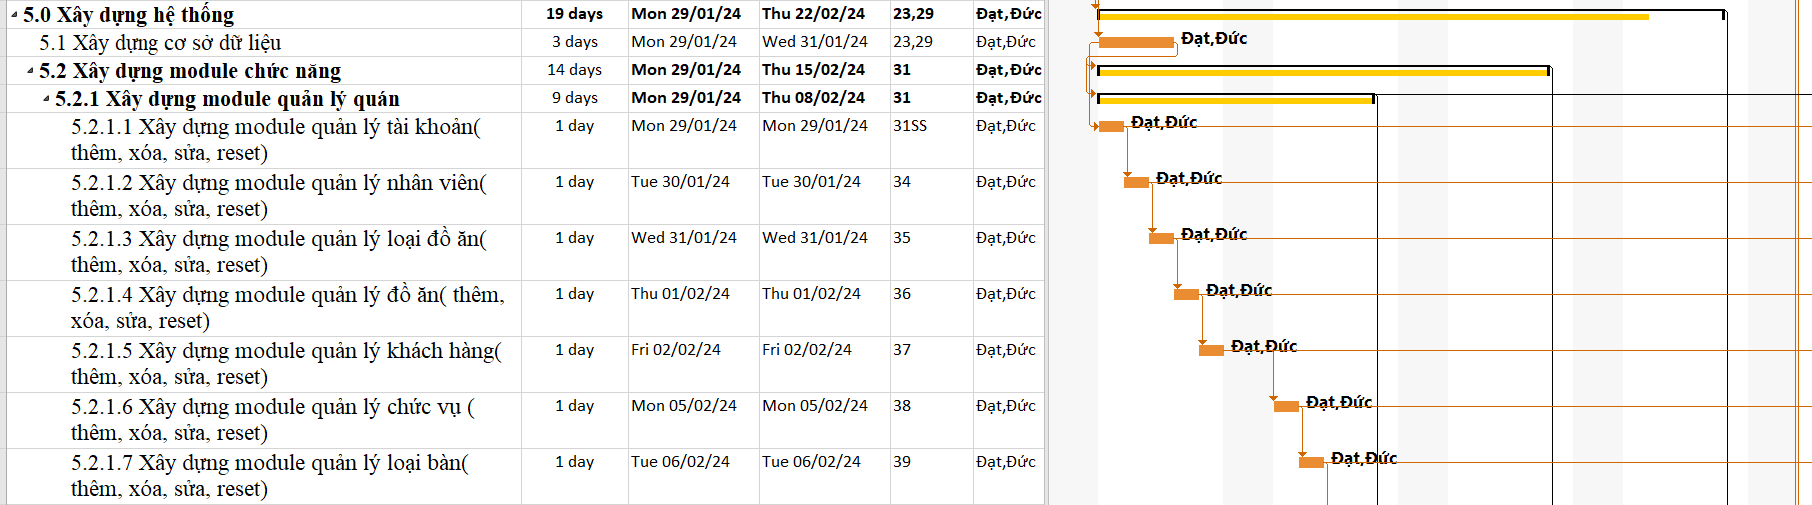 5.0 Xây dựng hệ thống 19 days Mon 29/01/24 Thu 22/02/24 23,29 Đạt,Đức
5.1 Xây dựng cơ sở dữ liệu 3 days Mon 29/01/24 Wed 31/01/24 23,29 Đạt,Đức Đạt,Đức
5.2 Xây dựng module chức năng 14 days Mon 29/01/24 Thu 15/02/24 31 Đạt,Đức
5.2.1 Xây dựng module quản lý quán 9 days Mon 29/01/24 Thu 08/02/24 31 Đạt,Đức
5.2.1.1 Xây dựng module quản lý tài khoản( 1 day Mon 29/01/24 Mon 29/01/24 31SS Đạt,Đức Đạt,Đức
thêm, xóa, sửa, reset)
5.2.1.2 Xây dựng module quản lý nhân viên( 1 day Tue 30/01/24 Tue 30/01/24 34 Đạt,Đức Đạt,Đức
thêm, xóa, sửa, reset)
5.2.1.3 Xây dựng module quản lý loại đồ ăn( 1 day Wed 31/01/24 Wed 31/01/24 35 Đạt,Đức Đạt,Đức
thêm, xóa, sửa, reset)
5.2.1.4 Xây dựng module quản lý đồ ăn( thêm, 1 day Thu 01/02/24 Thu 01/02/24 36 Đạt,Đức Đạt,Đức
xóa, sửa, reset)
5.2.1.5 Xây dựng module quản lý khách hàng( 1 day Fri 02/02/24 Fri 02/02/24 37 Đạt,Đức Đạt,Đức
thêm, xóa, sửa, reset)
5.2.1.6 Xây dựng module quản lý chức vụ ( 1 day Mon 05/02/24 Mon 05/02/24 38 Đạt,Đức Đạt,Đức
thêm, xóa, sửa, reset)
5.2.1.7 Xây dựng module quản lý loại bàn( 1 day Tue 06/02/24 Tue 06/02/24 39 Đạt,Đức Đạt,Đức
thêm, xóa, sửa, reset)